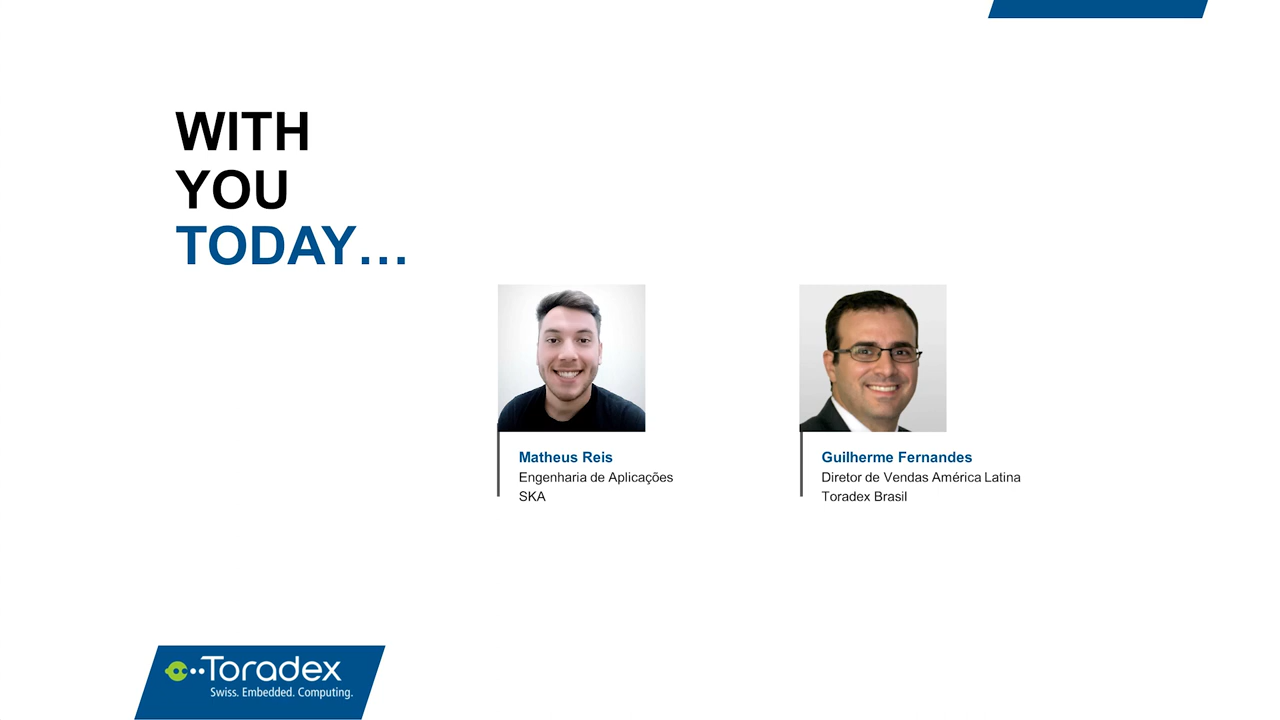 WITH
YOU
TODAY...
Matheus Reis
Engenharia de Aplicações
SKA
Guilherme Fernandes
Diretor de Vendas América Latina
Toradex Brasil
Toradex
Swiss. Embedded. Computing.